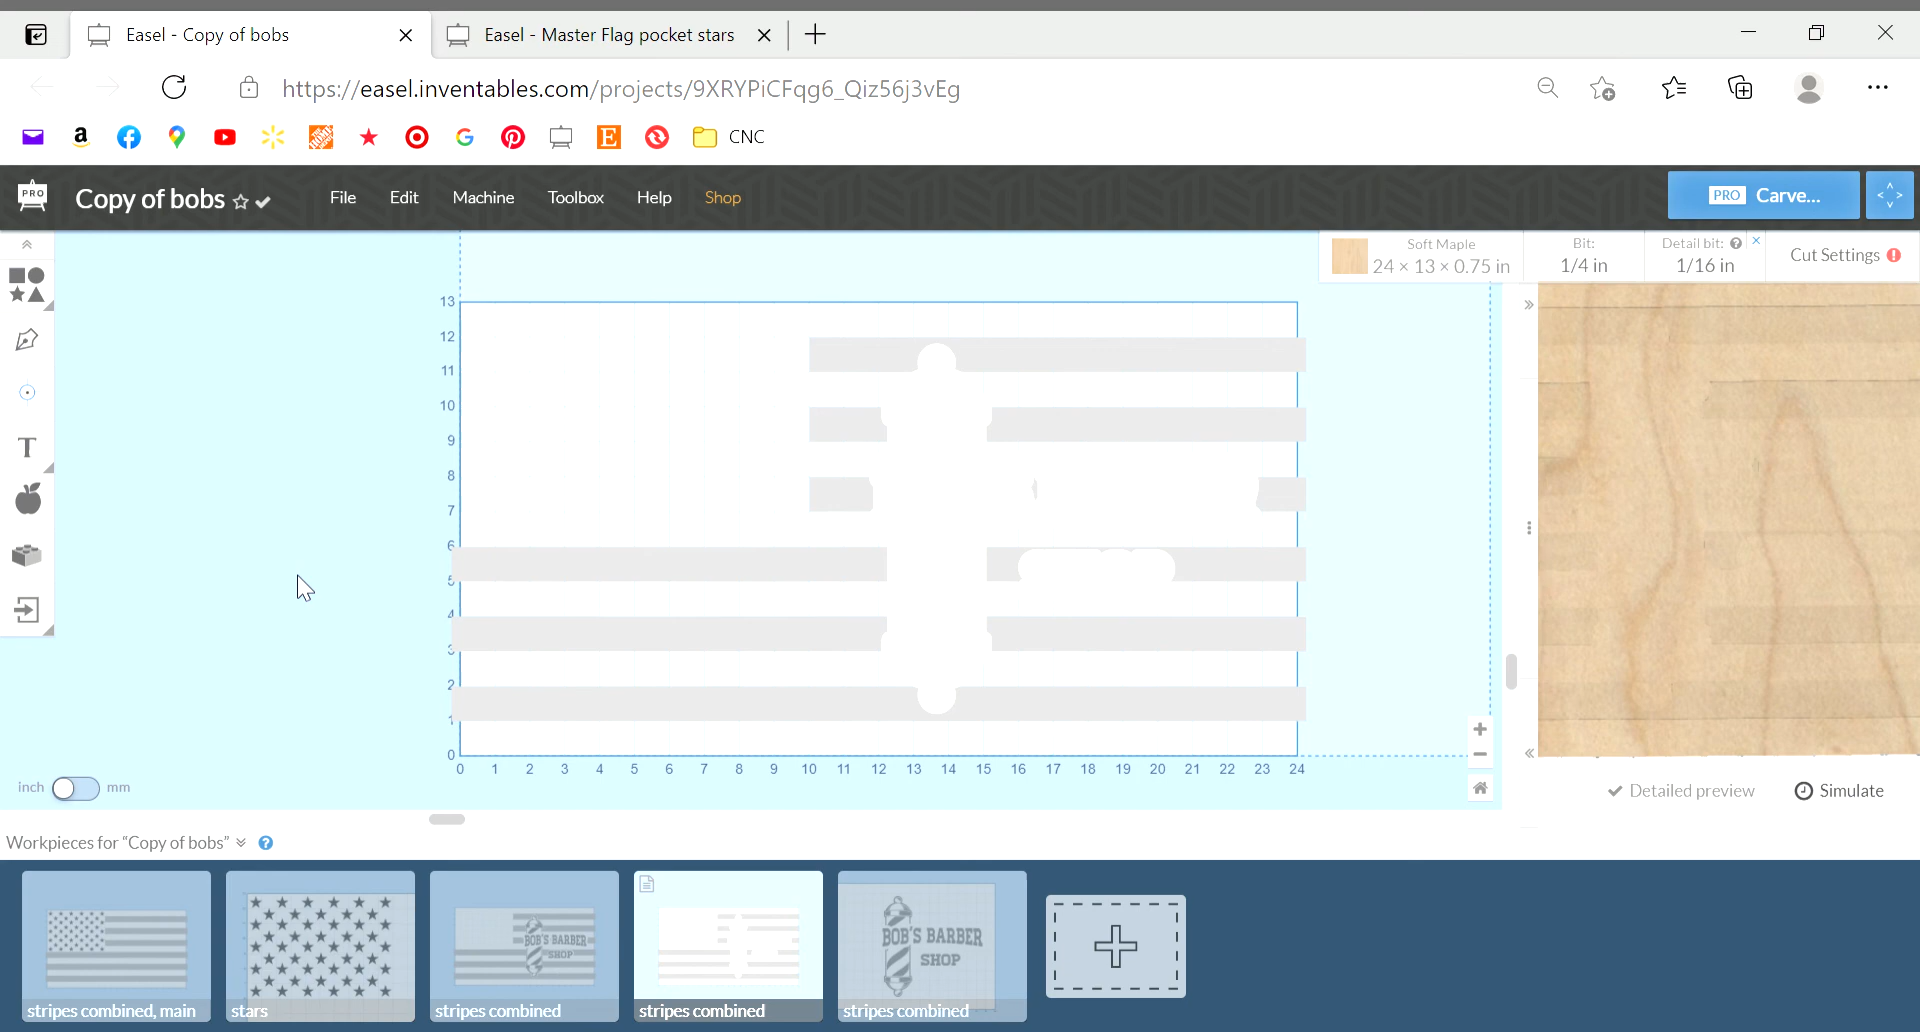 Easel - Copy of bobs
Easel - Master Flag pocket stars
https://easel.inventables.com/projects/9XRYPiCFqg6_Qiz56j3vEg
a
G
E
CNC
PRO
Copy of bobs
File Edit Machine Toolbox Help Shop
PRO Carve...
Soft Maple
24 × 13 × 0.75 in
Bit:
1/4 in
Detail bit:
1/16 in
Cut Settings
T
13
12
11
10
9
8
7
6
5
4
3
2
1
0
0 1 2 3 4 5 6 7 8 9 10 11 12 13 14 15 16 17 18 19 20 21 22 23 24
inch mm
Detailed preview
Simulate
Workpieces for “Copy of bobs”
BOB'S BARBER
SHOP
BOB'S BARBER
SHOP
stripes combined, main
stars
stripes combined
stripes combined
stripes combined